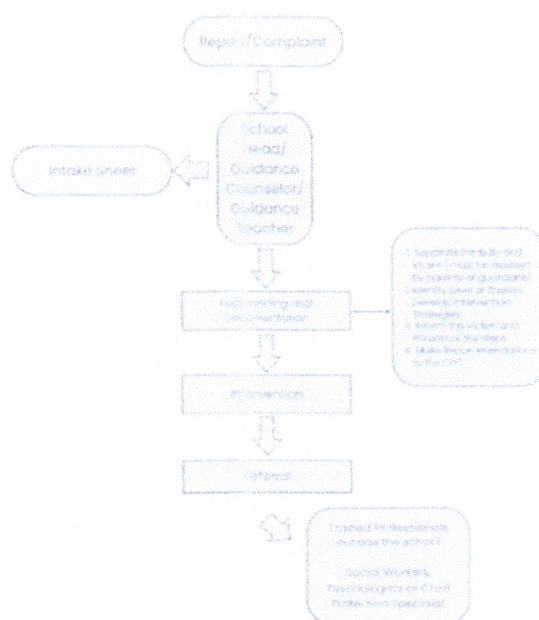 Report/Complaint
School
Head/
Guidance
Counselor/
Guidance
Teacher
Intake Sheet
Fact-Finding and
Documentation
1. Separate the Bully and
Victim (must be assisted
by parents or guardians)
2. Identify Level of Threats,
Develop Intervention
Strategies
3. Inform the Victim and
Parents of the steps
4. Make Recommendations
to the CPC
Intervention
Referral
Trained Professionals
outside the school
Social Workers,
Psychologists or Child
Protection Specialist